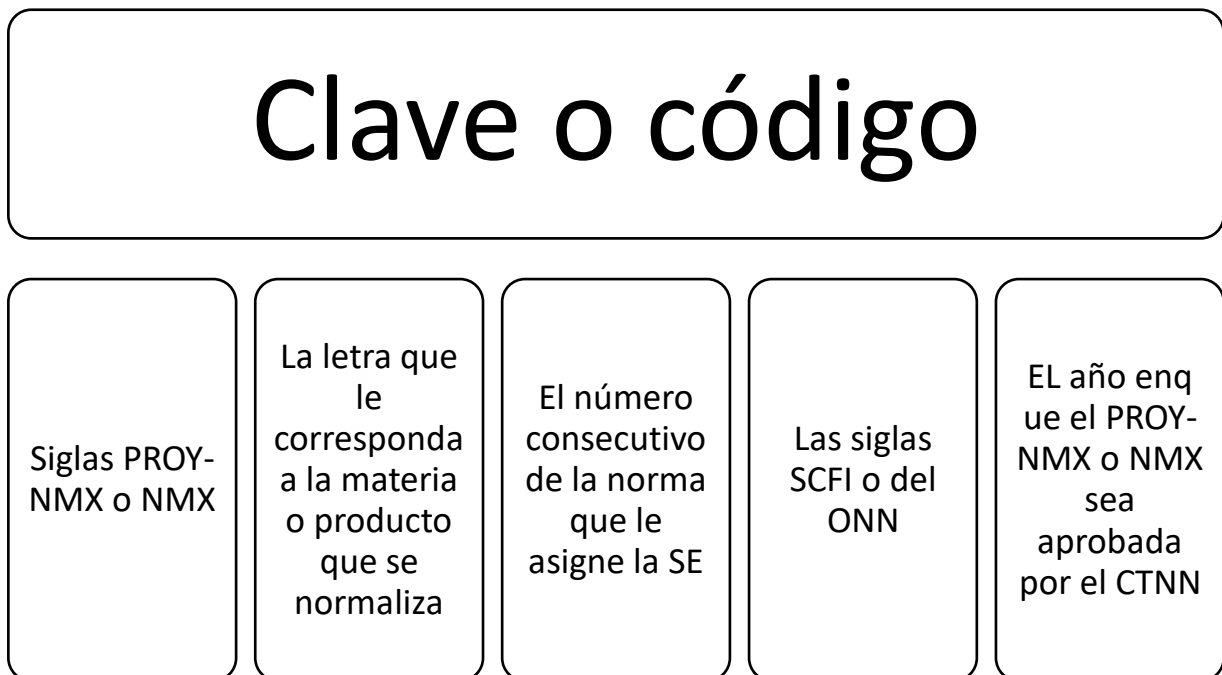 Clave o código
Siglas PROY-
NMX o NMX
La letra que
le
corresponda
a la materia
o producto
que se
normaliza
El número
consecutivo
de la norma
que le
asigne la SE
Las siglas
SCFI o del
ONN
EL año enq
ue el PROY-
NMX o NMX
sea
aprobada
por el CTNN